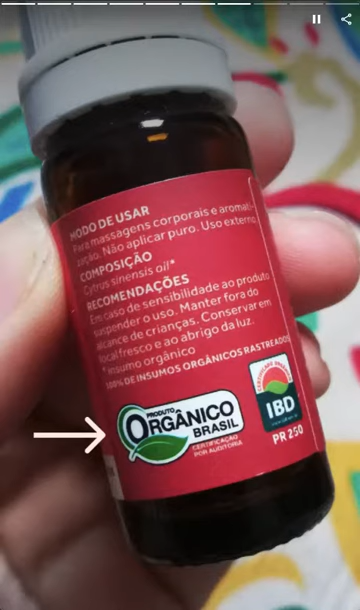 MODO DE USAR
Para massagens corporais e aromati-
zação. Não aplicar puro. Uso externo
COMPOSIÇÃO
Cytrus sinensis oil*
RECOMENDAÇÕES
Em caso de sensibilidade ao produto
suspender o uso. Manter fora do
alcance de crianças. Conservar em
local fresco e ao abrigo da luz.
* Insumo orgânico
100% DE INSUMOS ORGÂNICOS RASTREADOS
PRODUTO
ORGÂNICO
BRASIL
CERTIFICAÇÃO
POR AUDITORIA
IBD
PR 250